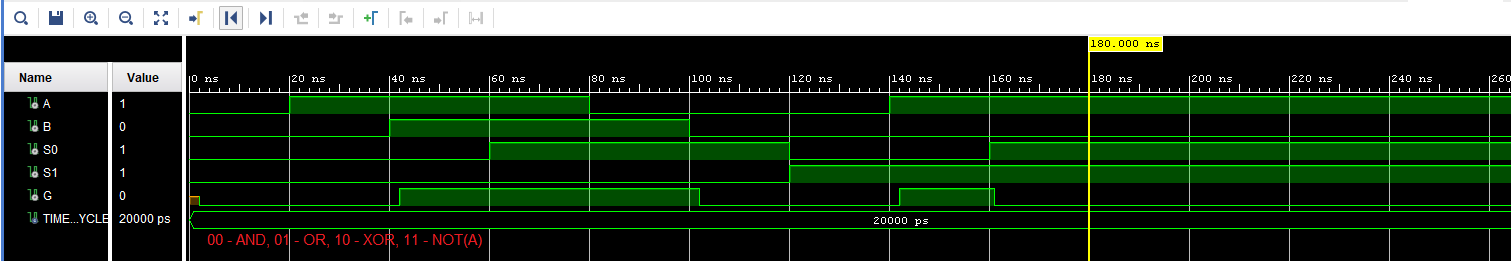 180.000 ns
Name Value
0 ns 20 ns 40 ns 60 ns 80 ns 100 ns 120 ns 140 ns 160 ns 180 ns 200 ns 220 ns 240 ns 260
A 1
B 0
S0 1
S1 1
G 0
TIME...YCLE 20000 ps 20000 ps
00 - AND, 01 - OR, 10 - XOR, 11 - NOT(A)